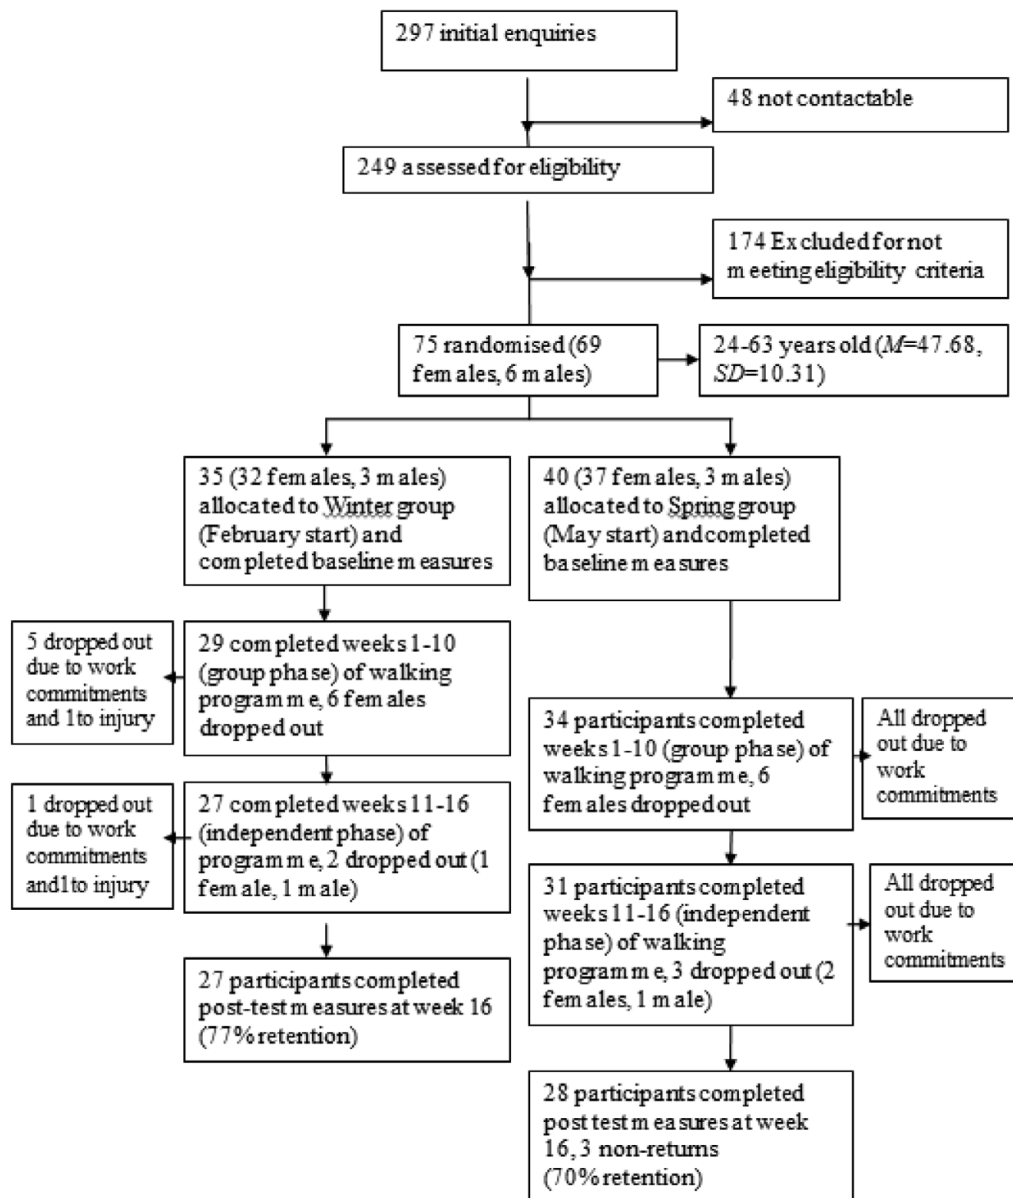 297 initial enquiries
48 not contactable
249 assessed for eligibility
174 Excluded for not
meeting eligibility criteria
75 randomised (69
females, 6 males)
24-63 years old (M=47.68,
SD=10.31)
35 (32 females, 3 males)
allocated to Winter group
(February start) and
completed baseline measures
40 (37 females, 3 males)
allocated to Spring group
(May start) and completed
baseline measures
5 dropped out
due to work
commitments
and 1 to injury
29 completed weeks 1-10
(group phase) of walking
programme, 6 females
dropped out
34 participants completed
weeks 1-10 (group phase) of
walking programme, 6
females dropped out
All dropped
out due to
work
commitments
1 dropped out
due to work
commitments
and1 to injury
27 completed weeks 11-16
(independent phase) of
programme, 2 dropped out (1
female, 1 male)
31 participants completed
weeks 11-16 (independent
phase) of walking
programme, 3 dropped out (2
females, 1 male)
All dropped
out due to
work
commitments
27 participants completed
post-test measures at week 16
(77% retention)
28 participants completed
post test measures at week
16, 3 non-returns
(70% retention)